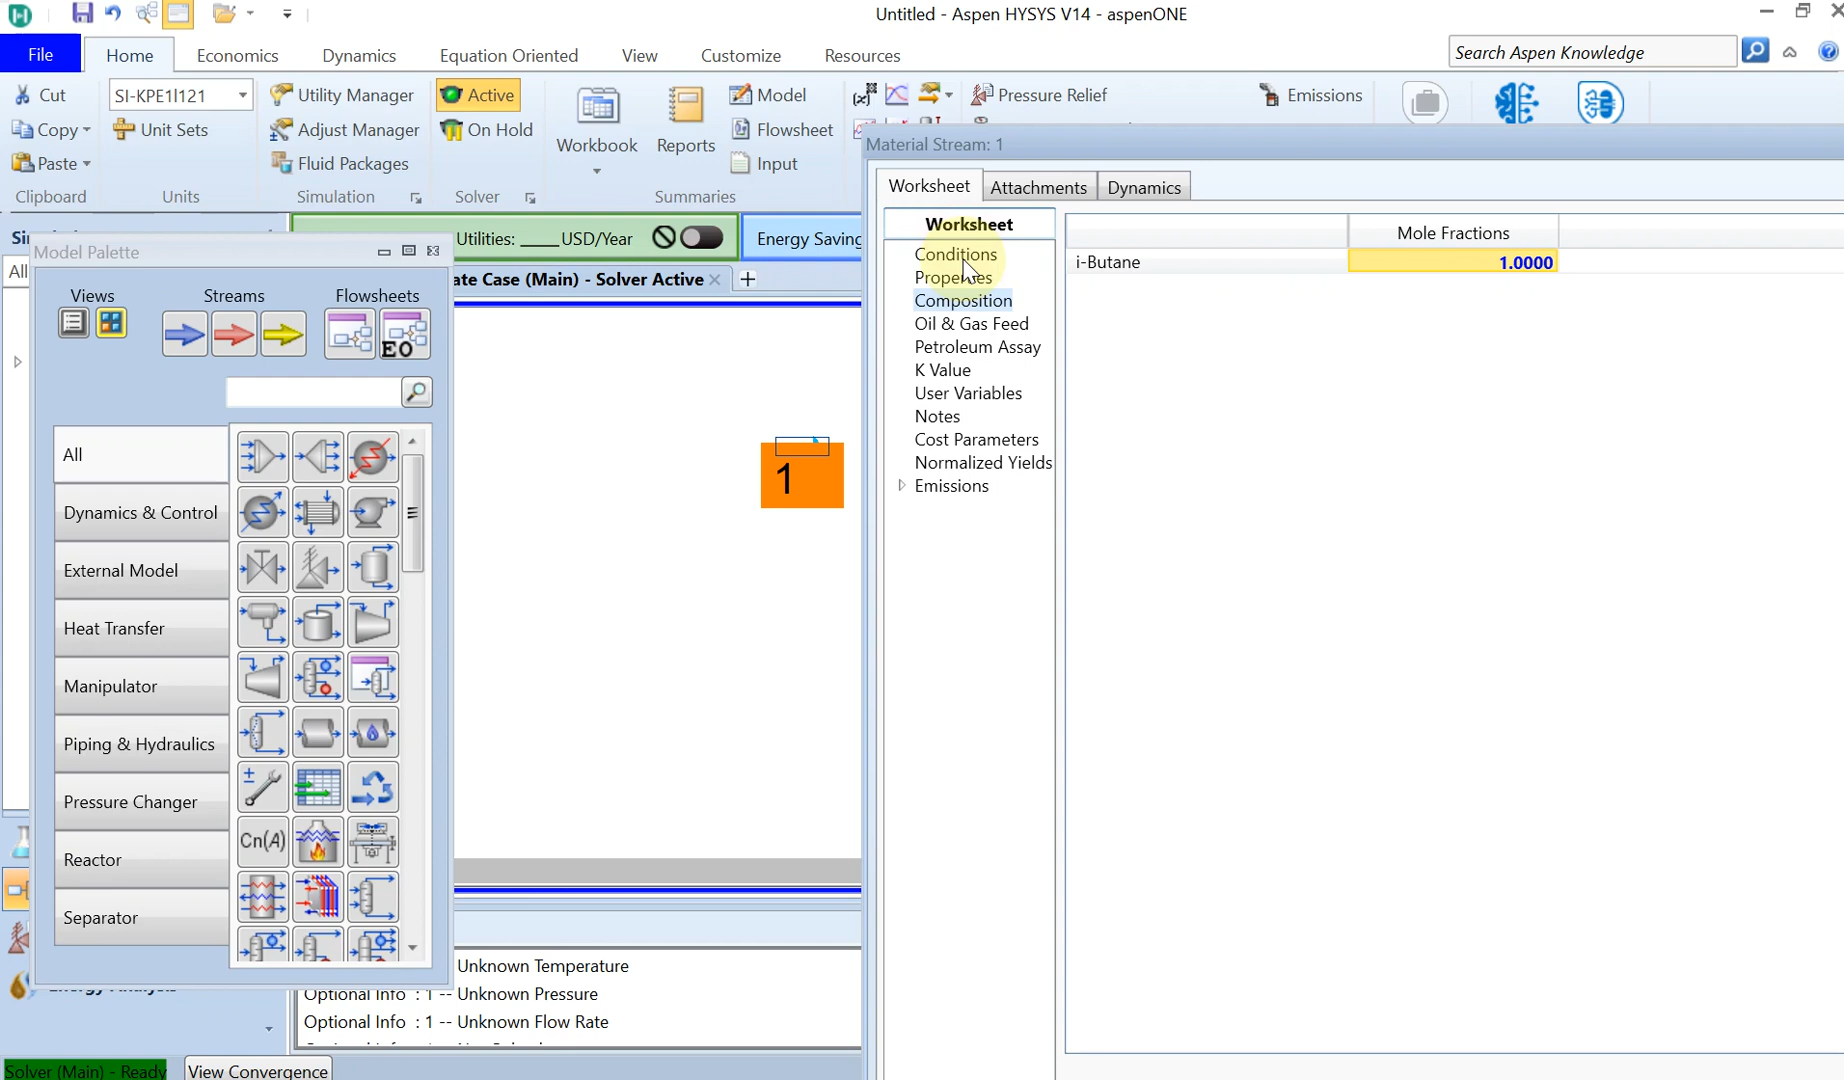 Untitled - Aspen HYSYS V14 - aspenONE
File
Home
Economics
Dynamics
Equation Oriented
View
Customize
Resources
Search Aspen Knowledge
Cut
SI-KPE1I121
Utility Manager
Active
Model
Pressure Relief
Emissions
Copy
Unit Sets
Adjust Manager
On Hold
Workbook
Reports
Flowsheet
Paste
Fluid Packages
Input
Clipboard
Units
Simulation
Solver
Summaries
Material Stream: 1
Worksheet
Attachments
Dynamics
Worksheet
Conditions
Properties
Composition
Oil & Gas Feed
Petroleum Assay
K Value
User Variables
Notes
Cost Parameters
Normalized Yields
Emissions
Mole Fractions
i-Butane
1.0000
Utilities: ____USD/Year
Energy Saving
ate Case (Main) - Solver Active
All
Model Palette
Views
Streams
Flowsheets
EO
All
Dynamics & Control
External Model
Heat Transfer
Manipulator
Piping & Hydraulics
Pressure Changer
Reactor
Separator
Cn(A)
1
Unknown Temperature
Optional Info : 1 -- Unknown Pressure
Optional Info : 1 -- Unknown Flow Rate
Solver (Main) - Ready
View Convergence